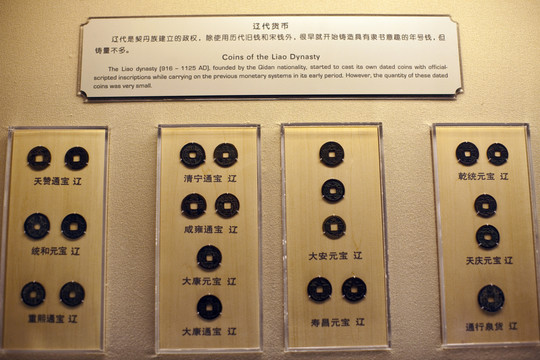 辽代货币
辽代是契丹族建立的政权，除使用历代旧钱和宋钱外，很早就开始铸造具有隶书意蕴的年号钱，但
铸量不多。
Coins of the Liao Dynasty
The Liao dynasty (916 - 1125 AD), founded by the Qidan nationality, started to cast its own dated coins with official-
scripted inscriptions while carrying on the previous monetary systems in its early period. However, the quantity of these dated
coins was very small.
天赞通宝 辽
统和元宝 辽
重熙通宝 辽
清宁通宝 辽
咸雍通宝 辽
大康元宝 辽
大康通宝 辽
大安元宝 辽
寿昌元宝 辽
乾统元宝 辽
天庆元宝 辽
通行泉货 辽